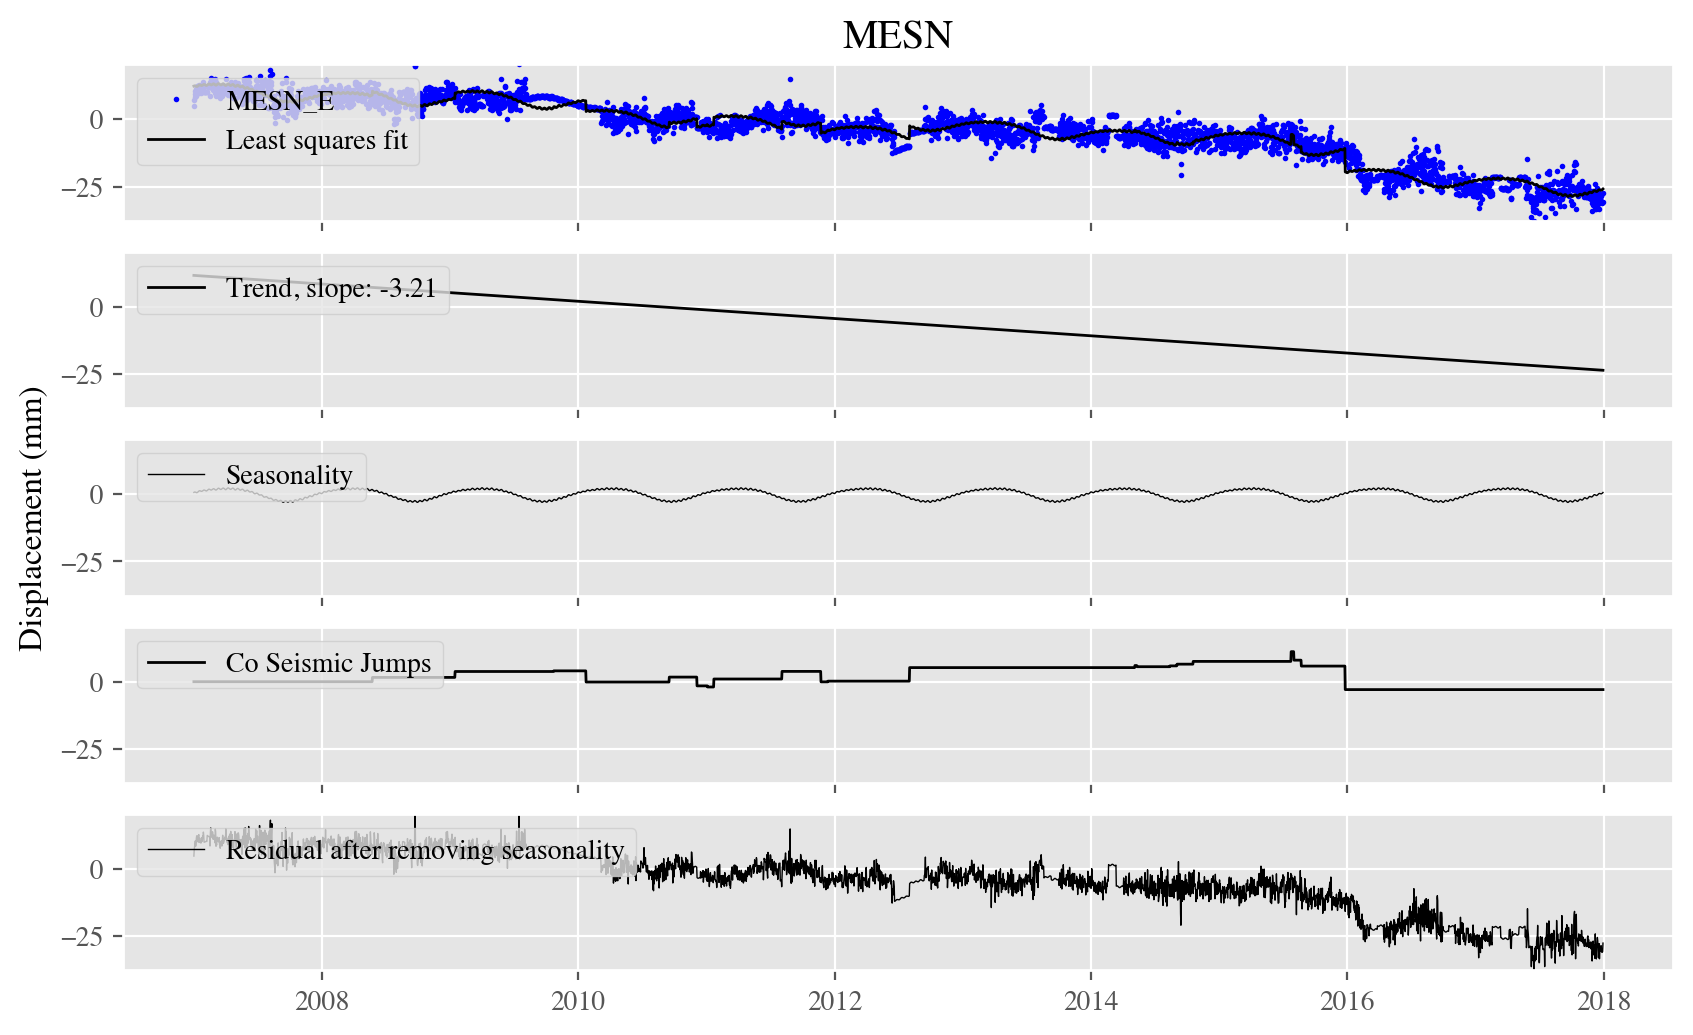 MESN
MESN_E
Least squares fit
0
−25
Trend, slope: -3.21
0
−25
Displacement (mm)
Seasonality
0
−25
Co Seismic Jumps
0
−25
Residual after removing seasonality
0
−25
2008 2010 2012 2014 2016 2018